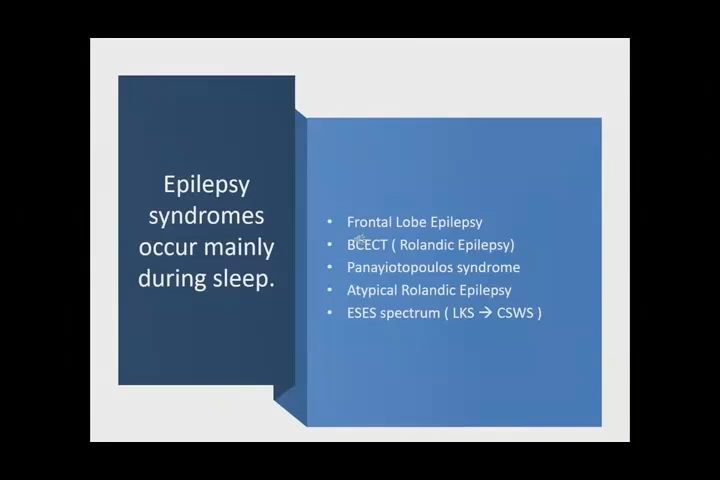 Epilepsy
syndromes
occur mainly
during sleep.
• Frontal Lobe Epilepsy
• BCECT ( Rolandic Epilepsy)
• Panayiotopoulos syndrome
• Atypical Rolandic Epilepsy
• ESES spectrum ( LKS → CSWS )